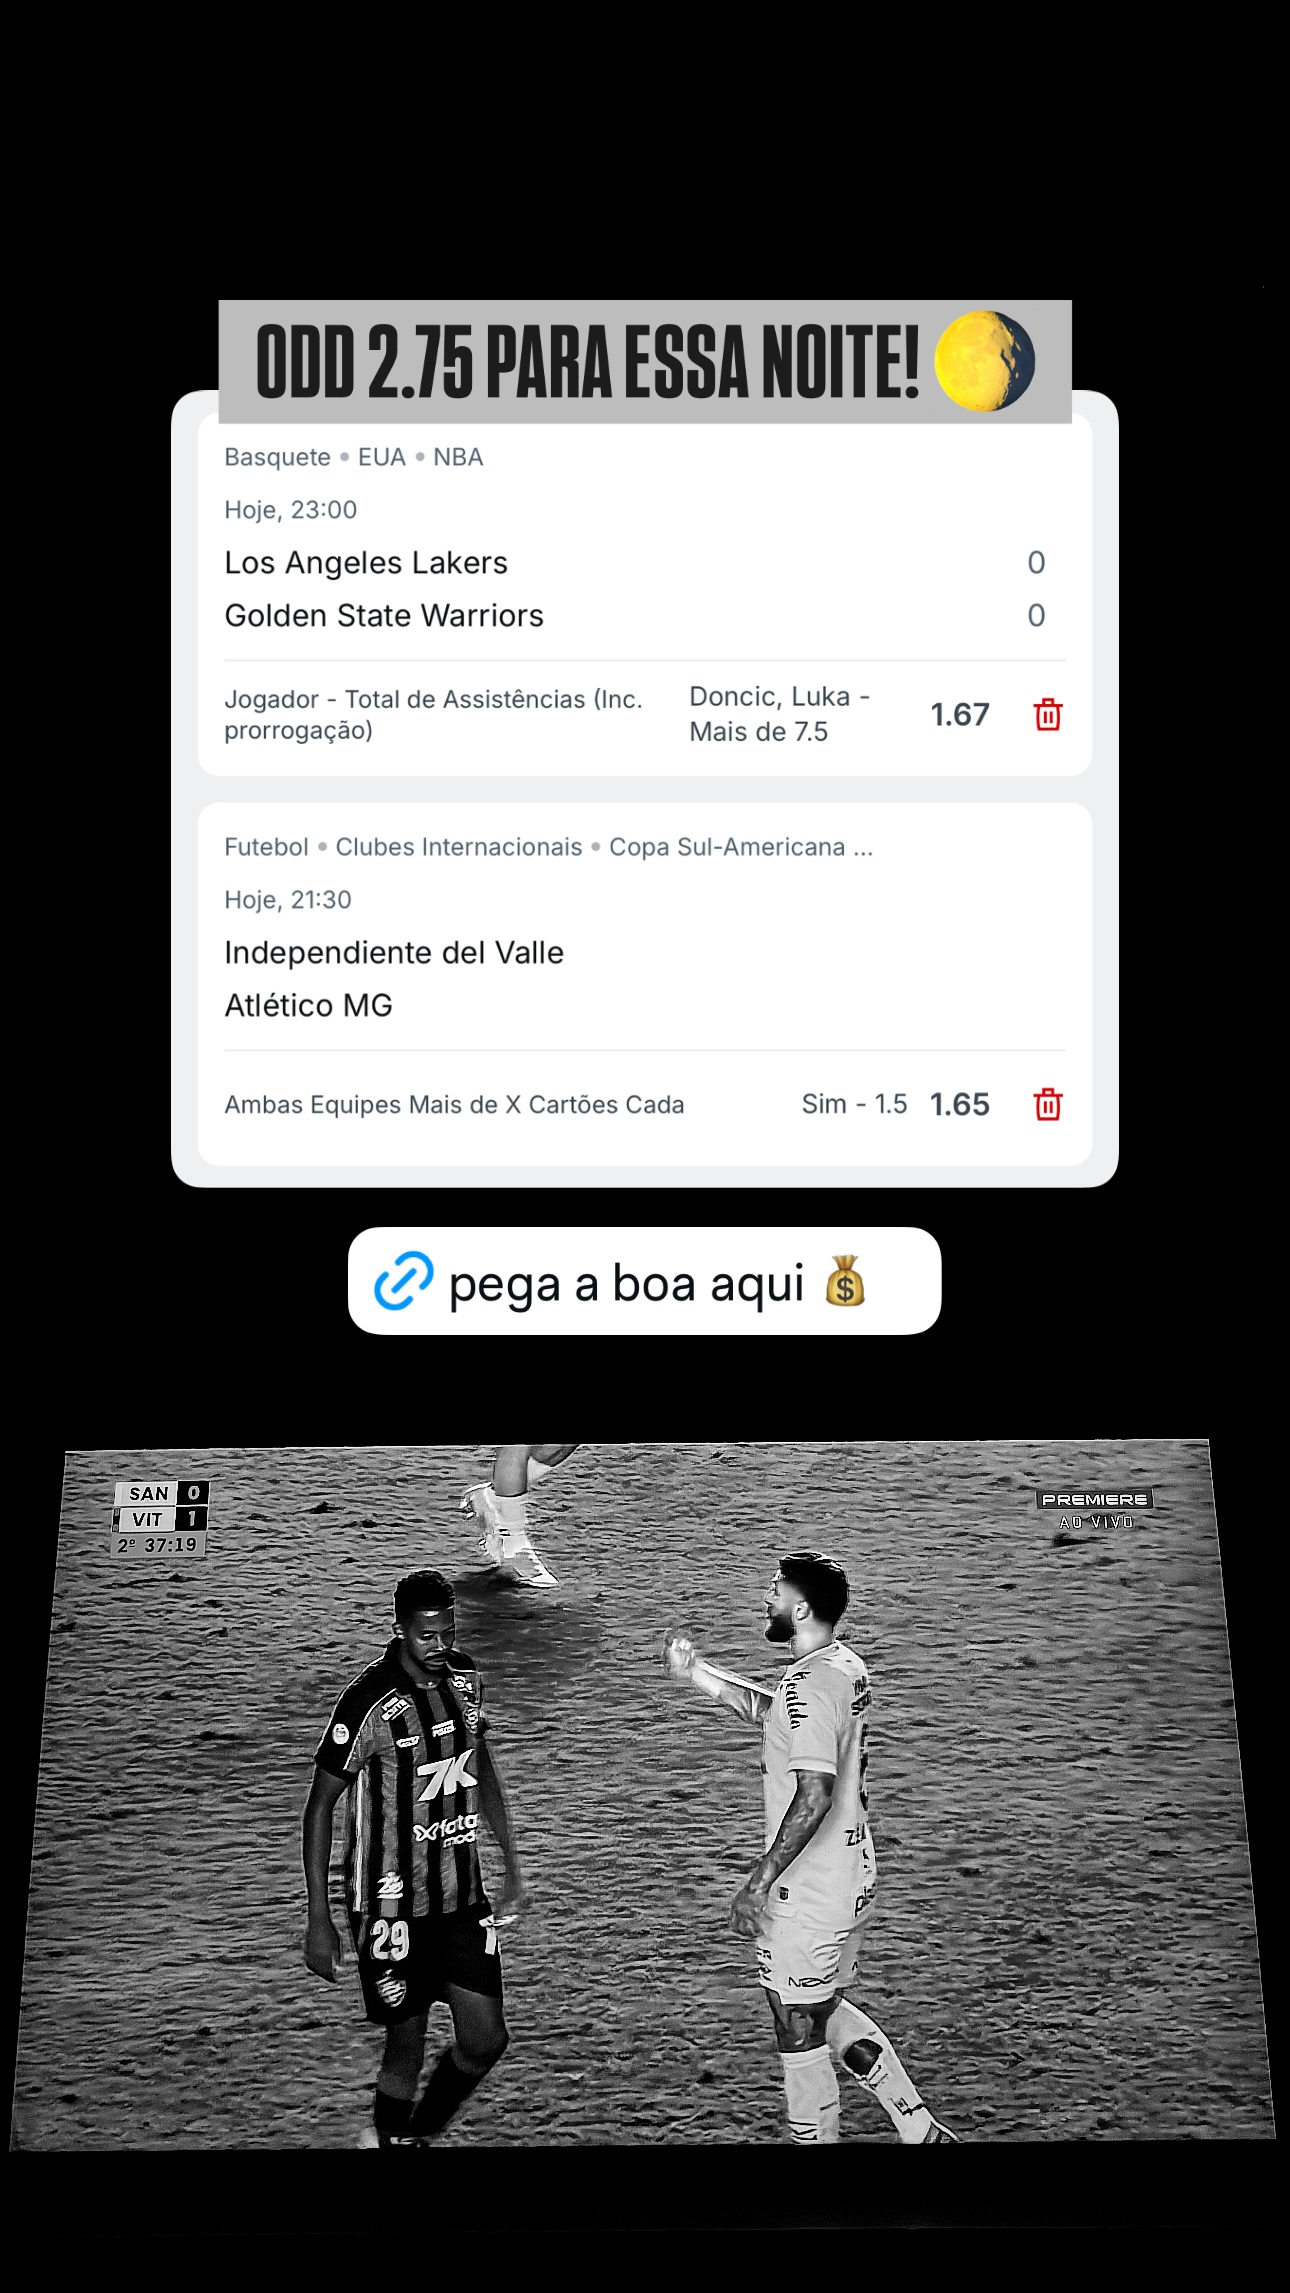 ODD 2.75 PARA ESSA NOITE!
Basquete • EUA • NBA
Hoje, 23:00
Los Angeles Lakers 0
Golden State Warriors 0
Jogador - Total de Assistências (Inc. prorrogação)
Doncic, Luka - Mais de 7.5
1.67
Futebol • Clubes Internacionais • Copa Sul-Americana ...
Hoje, 21:30
Independiente del Valle
Atlético MG
Ambas Equipes Mais de X Cartões Cada Sim - 1.5 1.65
pega a boa aqui
SAN 0
VIT 1
2º 37:19
PREMIERE
AO VIVO
7K
fatal
29